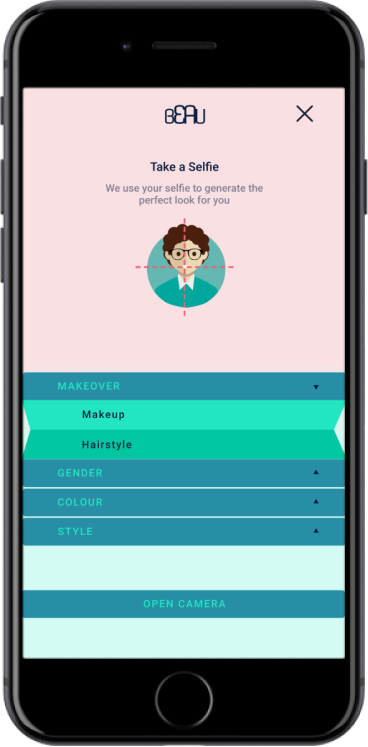 BEAU
Take a Selfie
We use your selfie to generate the
perfect look for you
MAKEOVER
Makeup
Hairstyle
GENDER
COLOUR
STYLE
OPEN CAMERA